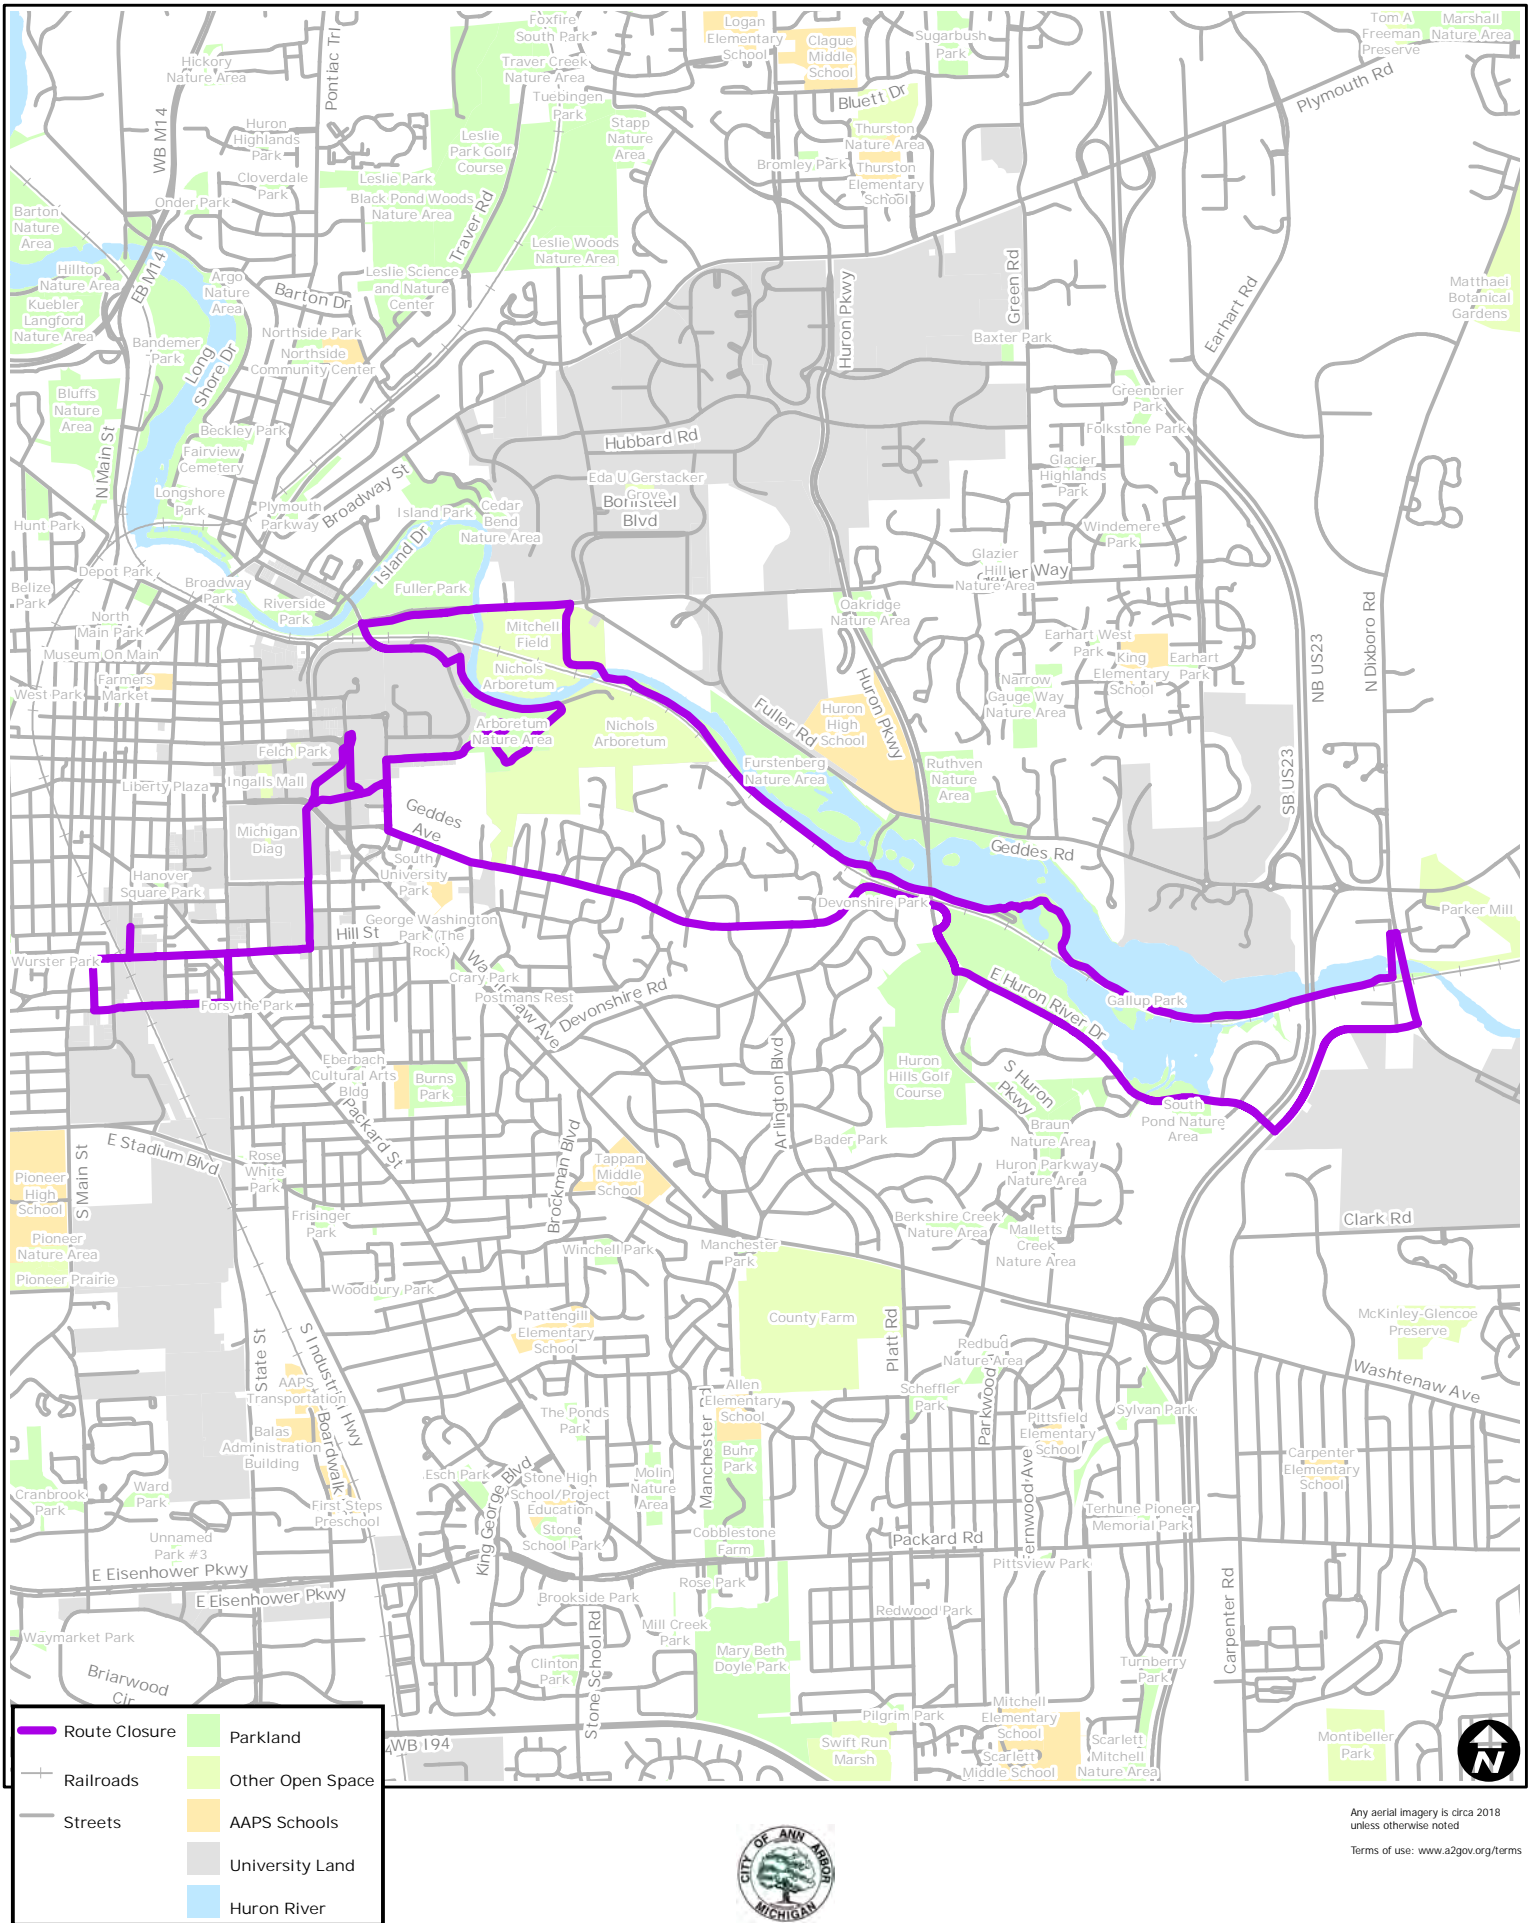 Foxfire
South Park
Logan
Elementary
School
Clague
Middle
School
Sugarbush
Park
Tom A
Freeman
Preserve
Marshall
Nature Area
Hickory
Nature Area
Pontiac Trl
Traver Creek
Nature Area
Tuebingen
Park
Bluett Dr
Plymouth Rd
WB M14
Huron
Highlands
Park
Leslie
Park Golf
Course
Stapp
Nature
Area
Thurston
Nature Area
Bromley Park
Thurston
Elementary
School
Cloverdale
Park
Leslie Park
Onder Park
Black Pond Woods
Nature Area
Traver Rd
Barton
Nature
Area
Leslie Woods
Nature Area
Hilltop
Nature Area
EB M14
Argo
Nature
Area
Leslie Science
and Nature
Center
Green Rd
Matthaei
Botanical
Gardens
Kuebler
Langford
Nature Area
Barton Dr
Huron Pkwy
Earhart Rd
Bandemer
Park
Northside Park
Northside
Community Center
Baxter Park
Long
Shore Dr
Bluffs
Nature
Area
Greenbrier
Park
Beckley Park
Folkstone Park
Hubbard Rd
N Main St
Fairview
Cemetery
Glacier
Highlands
Park
Eda U Gerstacker
Grove
Bonisteel
Blvd
Broadway St
Longshore
Park
Plymouth
Parkway
Island Park
Cedar
Bend
Nature Area
Hunt Park
Windemere
Park
Island Dr
Glazier
Hill
Nature Area
Glazier Way
Depot Park
Broadway
Park
Fuller Park
Belize
Park
Riverside
Park
Oakridge
Nature Area
N Dixboro Rd
North
Main Park
Mitchell
Field
Earhart West
Park
King
Elementary
School
Earhart
Park
NB US23
Museum On Main
Nichols
Arboretum
Farmers
Market
West Park
Huron Pkwy
Narrow
Gauge Way
Nature Area
Fuller Rd
Huron
High
School
Arboretum
Nature Area
Nichols
Arboretum
Felch Park
SB US23
Furstenberg
Nature Area
Ruthven
Nature
Area
Liberty Plaza
Ingalls Mall
Geddes
Ave
Michigan
Diag
Geddes Rd
South
University
Park
Hanover
Square Park
Devonshire Park
Parker Mill
George Washington
Park (The
Rock)
Hill St
Wurster Park
Crary Park
Washtenaw Ave
Devonshire Rd
E Huron River Dr
Gallup Park
Forsythe Park
Postmans Rest
Eberbach
Cultural Arts
Bldg
Burns
Park
Arlington Blvd
Huron
Hills Golf
Course
S Huron
Pkwy
South
Pond Nature
Area
Packard St
Braun
Nature Area
Bader Park
E Stadium Blvd
Brockman Blvd
Rose
White
Park
Tappan
Middle
School
Huron Parkway
Nature Area
Pioneer
High
School
S Main St
Frisinger
Park
Berkshire Creek
Nature Area
Malletts
Creek
Nature Area
Clark Rd
Pioneer
Nature Area
Winchell Park
Manchester
Park
Pioneer Prairie
Woodbury Park
County Farm
Platt Rd
McKinley-Glencoe
Preserve
Pattengill
Elementary
School
State St
S Industrial Hwy
Redbud
Nature Area
Washtenaw Ave
AAPS
Transportation
Allen
Elementary
School
Scheffler
Park
Parkwood
The Ponds
Park
Sylvan Park
Pittsfield
Elementary
School
Balas
Administration
Building
Boardwalk
Buhr
Park
Manchester Rd
Carpenter
Elementary
School
Fernwood Ave
Cranbrook
Park
Ward
Park
Esch Park
Stone High
School/Project
Education
Molin
Nature
Area
King George Blvd
First Steps
Preschool
Terhune Pioneer
Memorial Park
Unnamed
Park #3
Stone
School Park
Cobblestone
Farm
Packard Rd
Pittsview Park
E Eisenhower Pkwy
E Eisenhower Pkwy
Rose Park
Brookside Park
Redwood Park
Carpenter Rd
Mill Creek
Park
Waymarket Park
Stone School Rd
Mary Beth
Doyle Park
Clinton
Park
Turnberry
Park
Briarwood
Cir
Pilgrim Park
Mitchell
Elementary
School
WB I94
Swift Run
Marsh
Scarlett
Middle School
Scarlett
Mitchell
Nature Area
Montibeller
Park
N
Route Closure
Railroads
Streets
Parkland
Other Open Space
AAPS Schools
University Land
Huron River
CITY OF ANN ARBOR
MICHIGAN
Any aerial imagery is circa 2018
unless otherwise noted
Terms of use: www.a2gov.org/terms